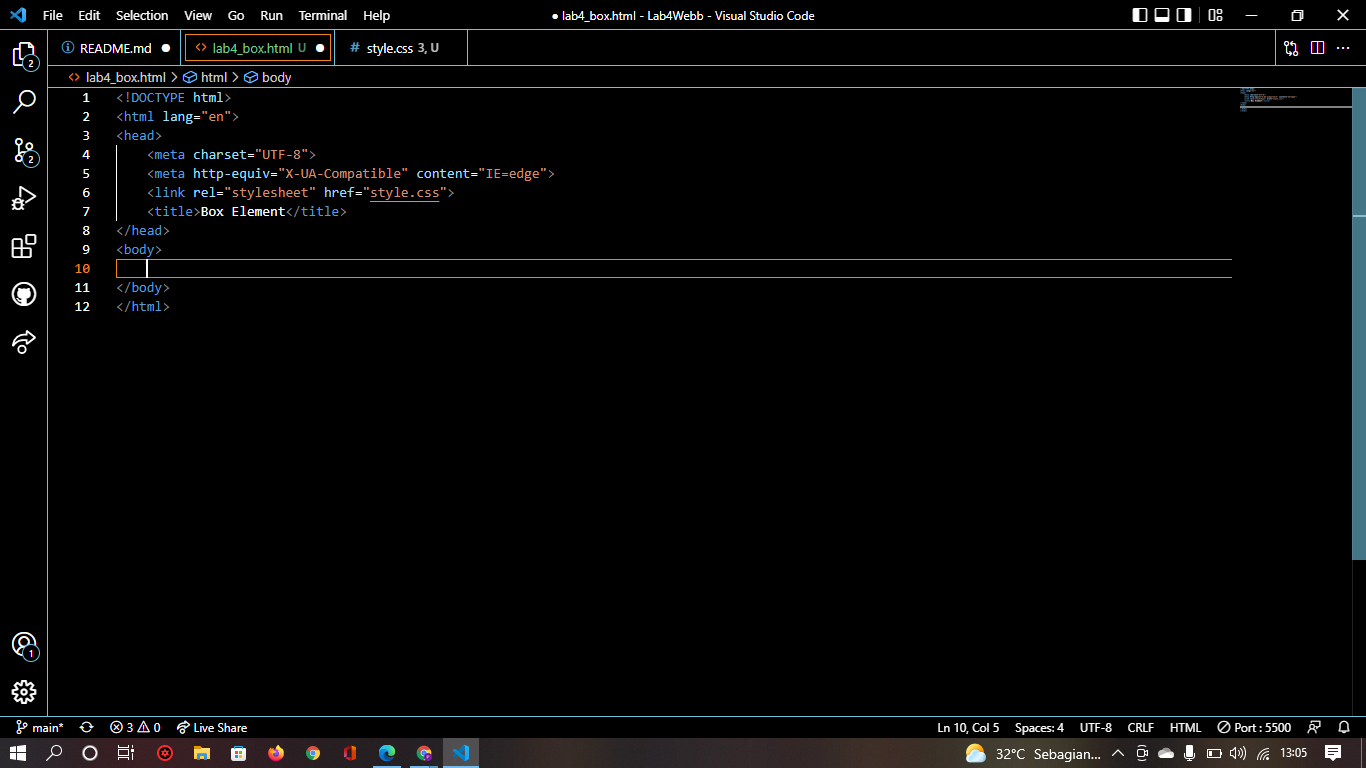 File Edit Selection View Go Run Terminal Help ● lab4_box.html - Lab4Webb - Visual Studio Code
README.md ● <> lab4_box.html U ● # style.css 3, U
<> lab4_box.html > html > body
1 <!DOCTYPE html>
2 <html lang="en">
3 <head>
4 <meta charset="UTF-8">
5 <meta http-equiv="X-UA-Compatible" content="IE=edge">
6 <link rel="stylesheet" href="style.css">
7 <title>Box Element</title>
8 </head>
9 <body>
10
11 </body>
12 </html>
2
2
1
main* 3 0 Live Share Ln 10, Col 5 Spaces: 4 UTF-8 CRLF HTML Port : 5500
32°C Sebagian... 13:05